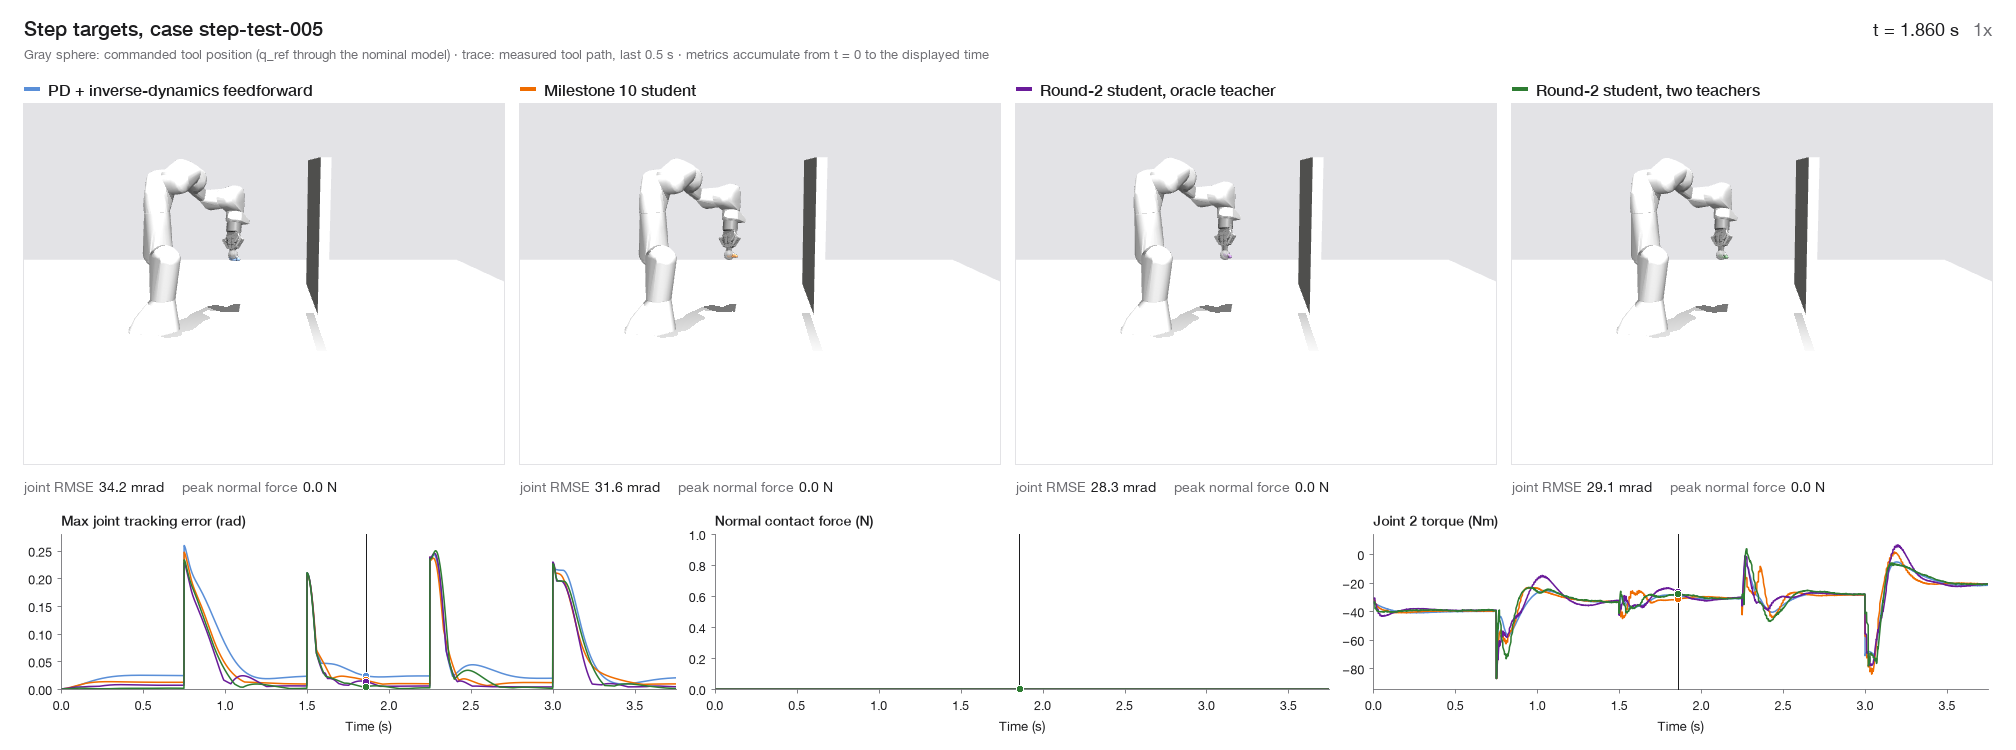 Step targets, case step-test-005
t = 1.860 s 1x
Gray sphere: commanded tool position (q_ref through the nominal model) · trace: measured tool path, last 0.5 s · metrics accumulate from t = 0 to the displayed time
PD + inverse-dynamics feedforward
Milestone 10 student
Round-2 student, oracle teacher
Round-2 student, two teachers
joint RMSE 34.2 mrad peak normal force 0.0 N
joint RMSE 31.6 mrad peak normal force 0.0 N
joint RMSE 28.3 mrad peak normal force 0.0 N
joint RMSE 29.1 mrad peak normal force 0.0 N
Max joint tracking error (rad)
0.25
0.20
0.15
0.10
0.05
0.00
0.0 0.5 1.0 1.5 2.0 2.5 3.0 3.5
Time (s)
Normal contact force (N)
1.0
0.8
0.6
0.4
0.2
0.0
0.0 0.5 1.0 1.5 2.0 2.5 3.0 3.5
Time (s)
Joint 2 torque (Nm)
0
−20
−40
−60
−80
0.0 0.5 1.0 1.5 2.0 2.5 3.0 3.5
Time (s)